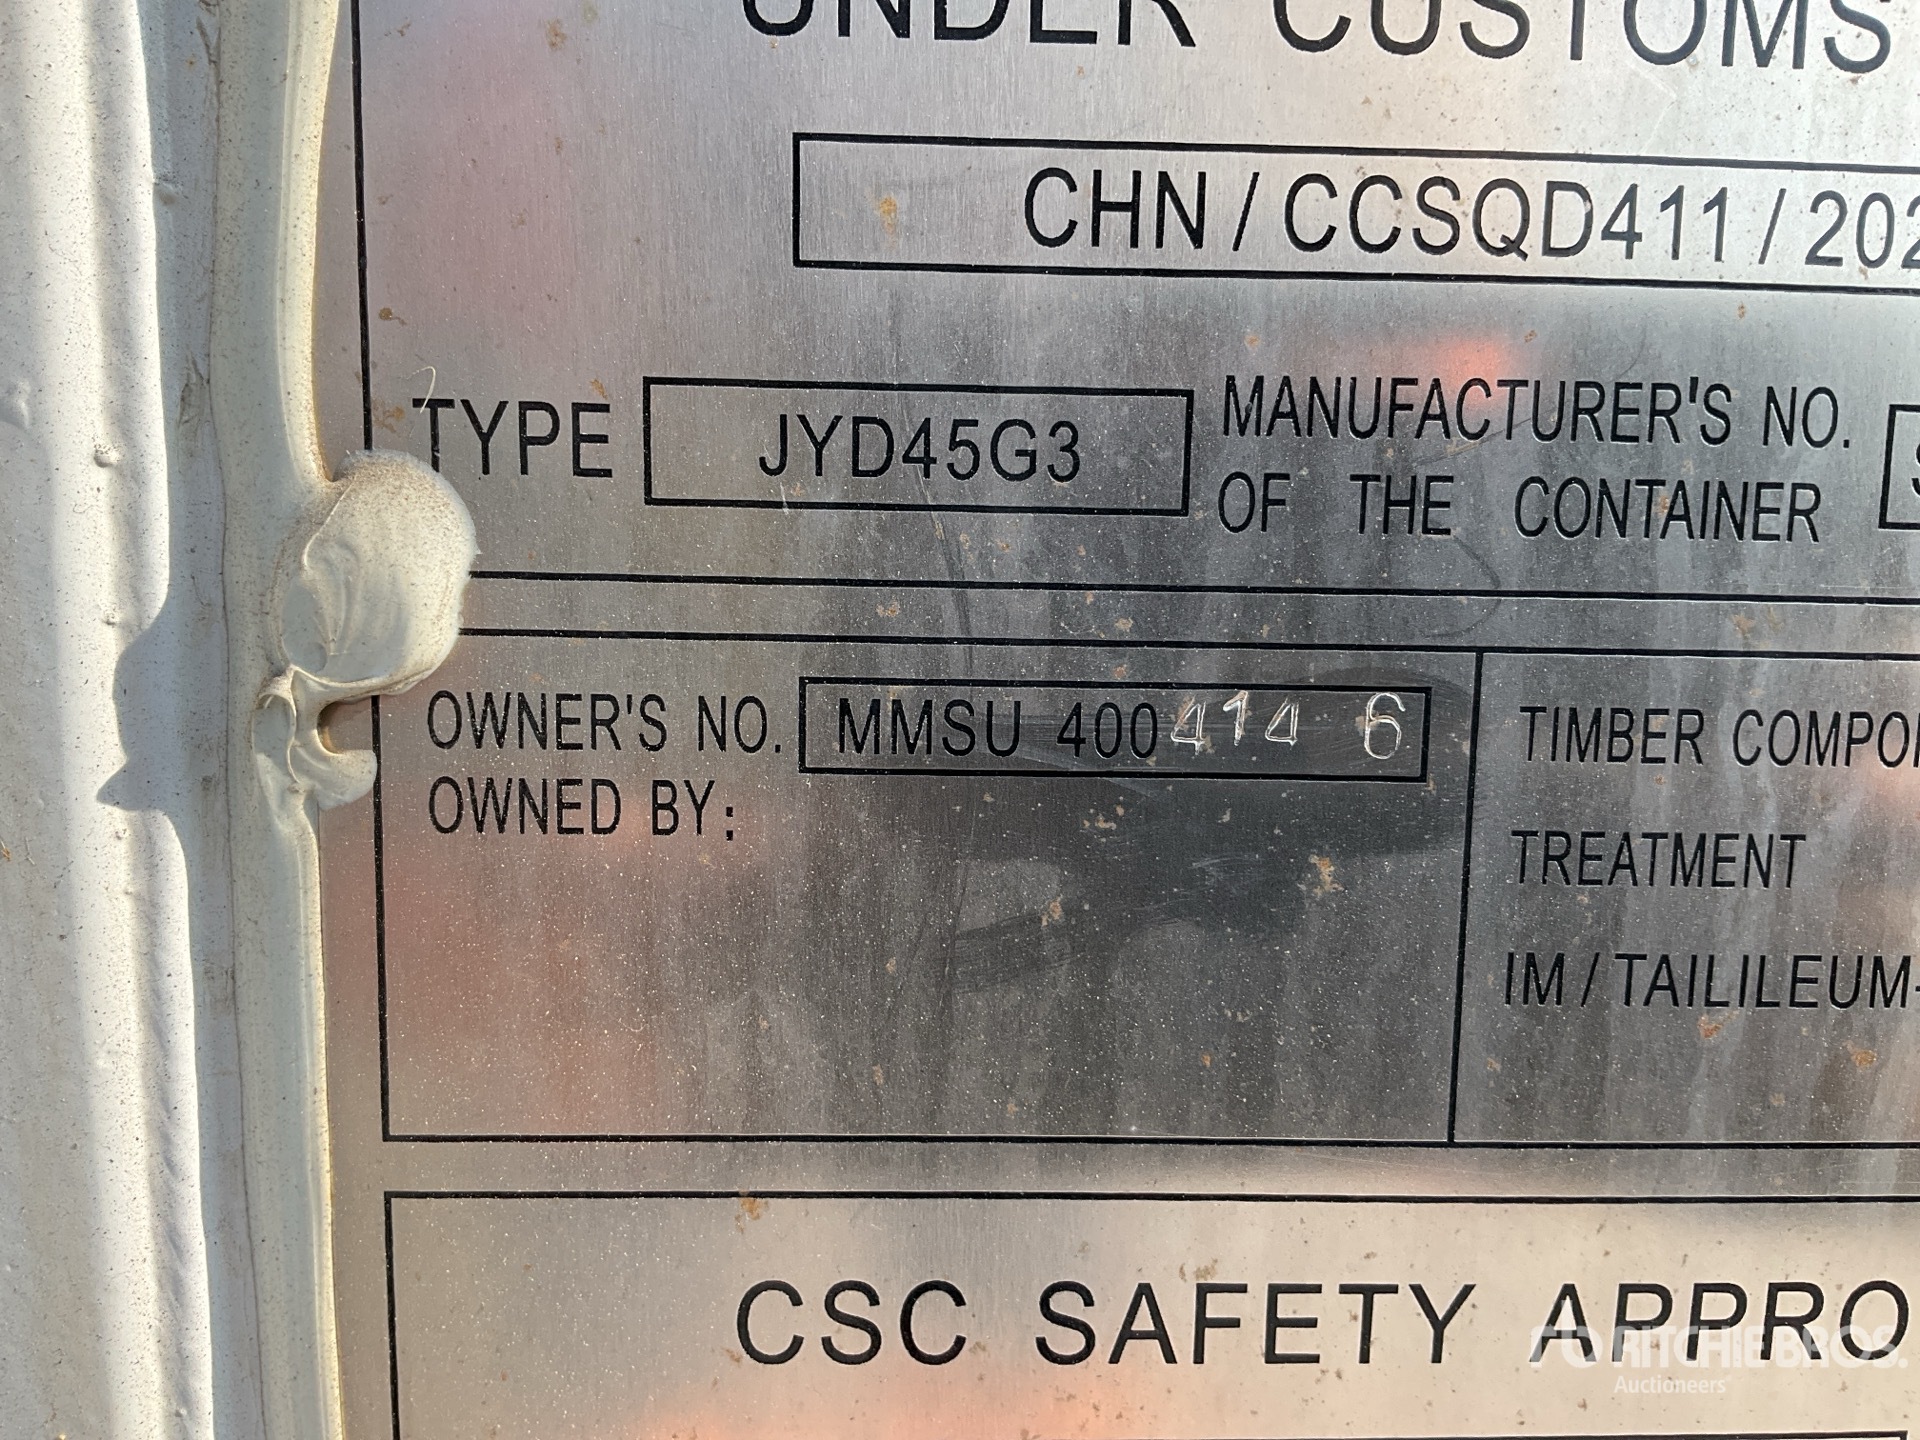 UNDER CUSTOMS
CHN / CCSQD411 / 202
TYPE JYD45G3 MANUFACTURER'S NO.
OF THE CONTAINER
OWNER'S NO. MMSU 400414 6
OWNED BY:
TIMBER COMPO
TREATMENT
IM / TAILILEUM-
CSC SAFETY APPRO
RITCHIE BROS.
Auctioneers